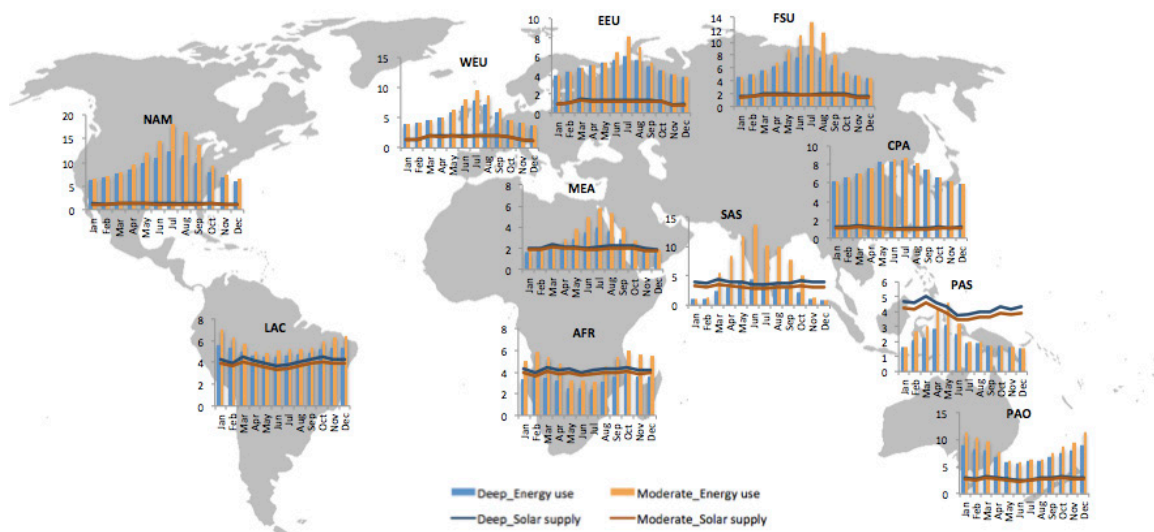 EEU
10
8
6
4
2
0
Jan Feb Mar Apr May Jun Jul Aug Sep Oct Nov Dec
FSU
14
12
10
8
6
4
2
0
Jan Feb Mar Apr May Jun Jul Aug Sep Oct Nov Dec
WEU
15
10
5
0
Jan Feb Mar Apr May Jun Jul Aug Sep Oct Nov Dec
NAM
20
15
10
5
0
Jan Feb Mar Apr May Jun Jul Aug Sep Oct Nov Dec
CPA
10
8
6
4
2
0
Jan Feb Mar Apr May Jun Jul Aug Sep Oct Nov Dec
MEA
8
6
4
2
0
Jan Feb Mar Apr May Jun Jul Aug Sep Oct Nov Dec
SAS
15
10
5
0
Jan Feb Mar Apr May Jun Jul Aug Sep Oct Nov Dec
PAS
6
5
4
3
2
1
0
Jan Feb Mar Apr May Jun Jul Aug Sep Oct Nov Dec
LAC
8
6
4
2
0
Jan Feb Mar Apr May Jun Jul Aug Sep Oct Nov Dec
AFR
8
6
4
2
0
Jan Feb Mar Apr May Jun Jul Aug Sep Oct Nov Dec
PAO
15
10
5
0
Jan Feb Mar Apr May Jun Jul Aug Sep Oct Nov Dec
Deep_Energy use Moderate_Energy use
Deep_Solar supply Moderate_Solar supply